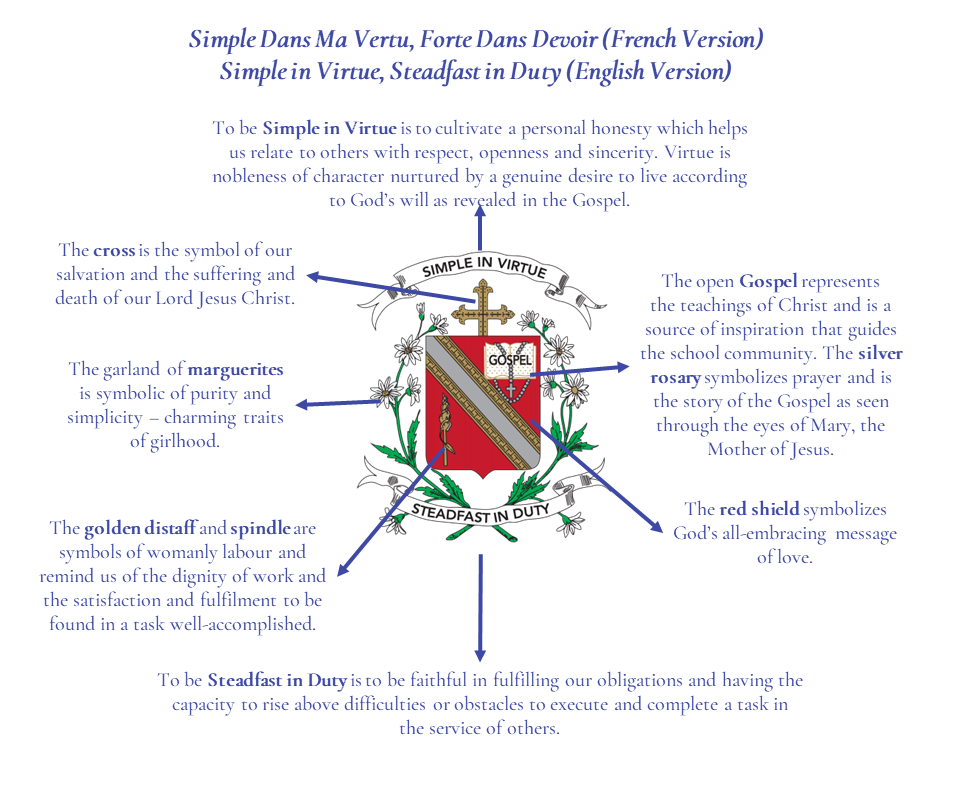 Simple Dans Ma Vertu, Forte Dans Devoir (French Version)
Simple in Virtue, Steadfast in Duty (English Version)
To be Simple in Virtue is to cultivate a personal honesty which helps
us relate to others with respect, openness and sincerity. Virtue is
nobleness of character nurtured by a genuine desire to live according
to God's will as revealed in the Gospel.
The cross is the symbol of our
salvation and the suffering and
death of our Lord Jesus Christ.
SIMPLE IN VIRTUE
The open Gospel represents
the teachings of Christ and is a
source of inspiration that guides
the school community. The silver
rosary symbolizes prayer and is
the story of the Gospel as seen
through the eyes of Mary, the
Mother of Jesus.
GOSPEL
The garland of marguerites
is symbolic of purity and
simplicity – charming traits
of girlhood.
STEADFAST IN DUTY
The red shield symbolizes
God's all-embracing message
of love.
The golden distaff and spindle are
symbols of womanly labour and
remind us of the dignity of work and
the satisfaction and fulfilment to be
found in a task well-accomplished.
To be Steadfast in Duty is to be faithful in fulfilling our obligations and having the
capacity to rise above difficulties or obstacles to execute and complete a task in
the service of others.